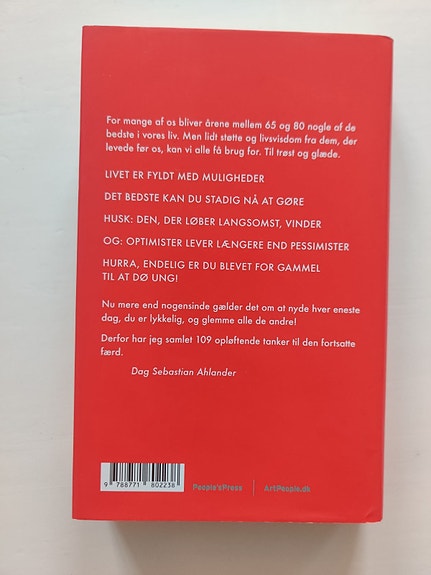 For mange af os bliver årene mellem 65 og 80 nogle af de
bedste i vores liv. Men lidt støtte og livsvisdom fra dem, der
levede før os, kan vi alle få brug for. Til trøst og glæde.
LIVET ER FYLDT MED MULIGHEDER
DET BEDSTE KAN DU STADIG NÅ AT GØRE
HUSK: DEN, DER LØBER LANGSOMST, VINDER
OG: OPTIMISTER LEVER LÆNGERE END PESSIMISTER
HURRA, ENDELIG ER DU BLEVET FOR GAMMEL
TIL AT DØ UNG!
Nu mere end nogensinde gælder det om at nyde hver eneste
dag, du er lykkelig, og glemme alle de andre!
Derfor har jeg samlet 109 opløftende tanker til den fortsatte
færd.
Dag Sebastian Ahlander
9 788771 802238
People'sPress | ArtPeople.dk